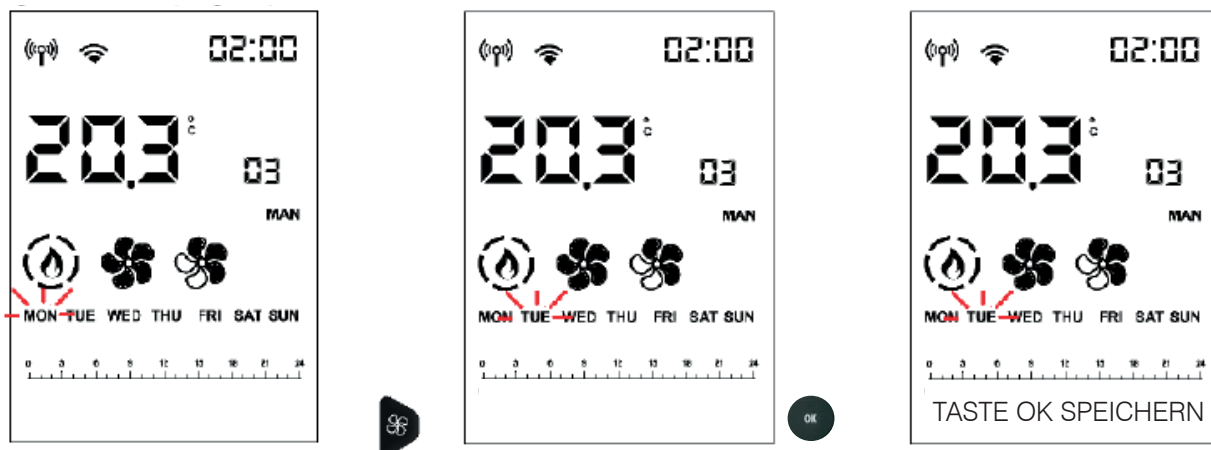 02:00
20.3 °C
03
MAN
MON TUE WED THU FRI SAT SUN
0 3 6 9 12 15 18 21 24
02:00
20.3 °C
03
MAN
MON TUE WED THU FRI SAT SUN
0 3 6 9 12 15 18 21 24
OK
02:00
20.3 °C
03
MAN
MON TUE WED THU FRI SAT SUN
0 3 6 9 12 15 18 21 24
TASTE OK SPEICHERN